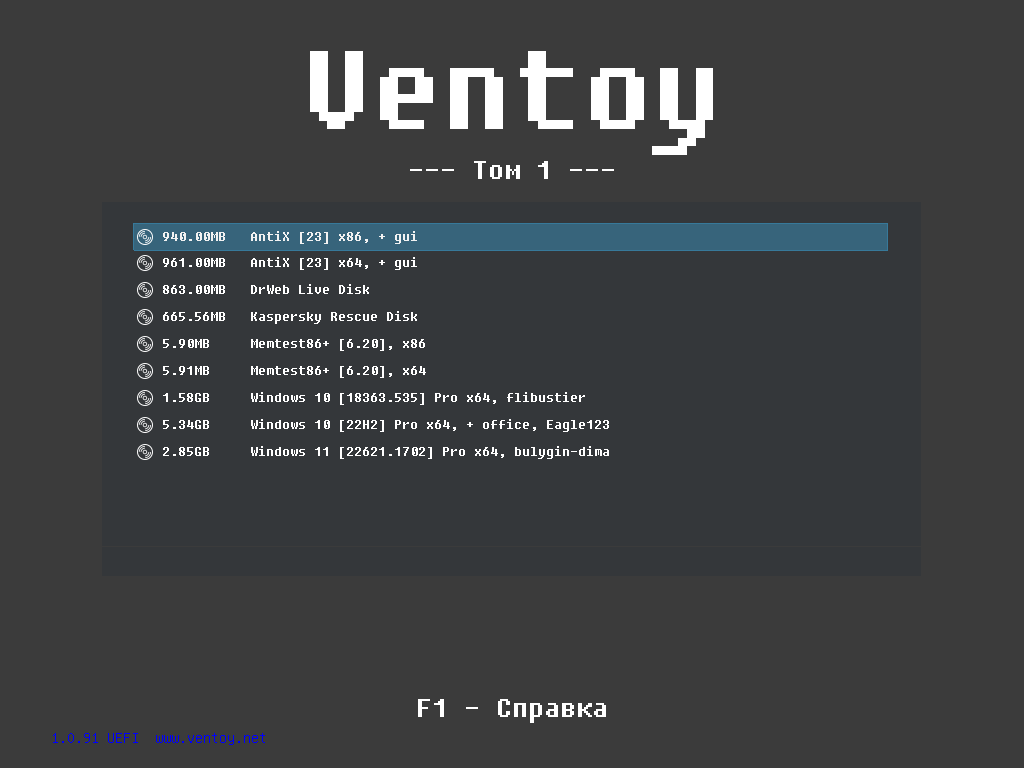 Ventoy
--- Том 1 ---
940.00MB AntiX [23] x86, + gui
961.00MB AntiX [23] x64, + gui
863.00MB DrWeb Live Disk
665.56MB Kaspersky Rescue Disk
5.90MB Memtest86+ [6.20], x86
5.91MB Memtest86+ [6.20], x64
1.58GB Windows 10 [18363.535] Pro x64, flibustier
5.34GB Windows 10 [22H2] Pro x64, + office, Eagle123
2.85GB Windows 11 [22621.1702] Pro x64, bulygin-dima
F1 - Справка
1.0.91 UEFI www.ventoy.net